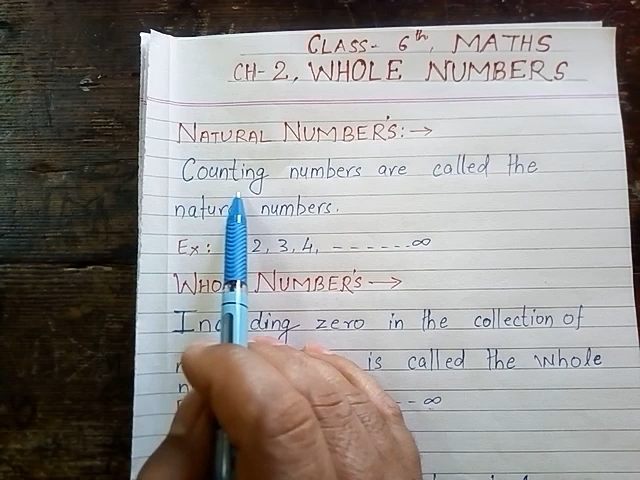 CLASS- 6th, MATHS
CH-2, WHOLE NUMBERS
NATURAL NUMBER'S:→
Counting numbers are called the
numbers.
Ex: 2, 3, 4, ------∞
NUMBER'S →
zero in the collection of
is called the whole
--∞